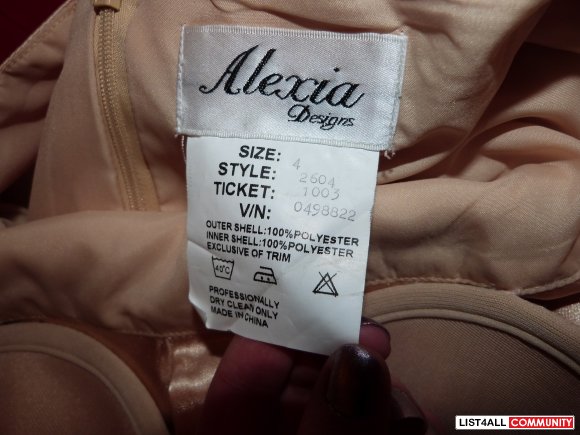 Alexia
Designs
SIZE: 4
STYLE: 2604
TICKET: 1003
V/N: 0498822
OUTER SHELL:100%POLYESTER
INNER SHELL:100%POLYESTER
EXCLUSIVE OF TRIM
40°C
PROFESSIONALLY
DRY CLEAN ONLY
MADE IN CHINA
LIST4ALL COMMUNITY